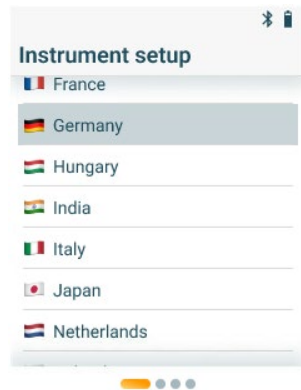 Instrument setup
France
Germany
Hungary
India
Italy
Japan
Netherlands